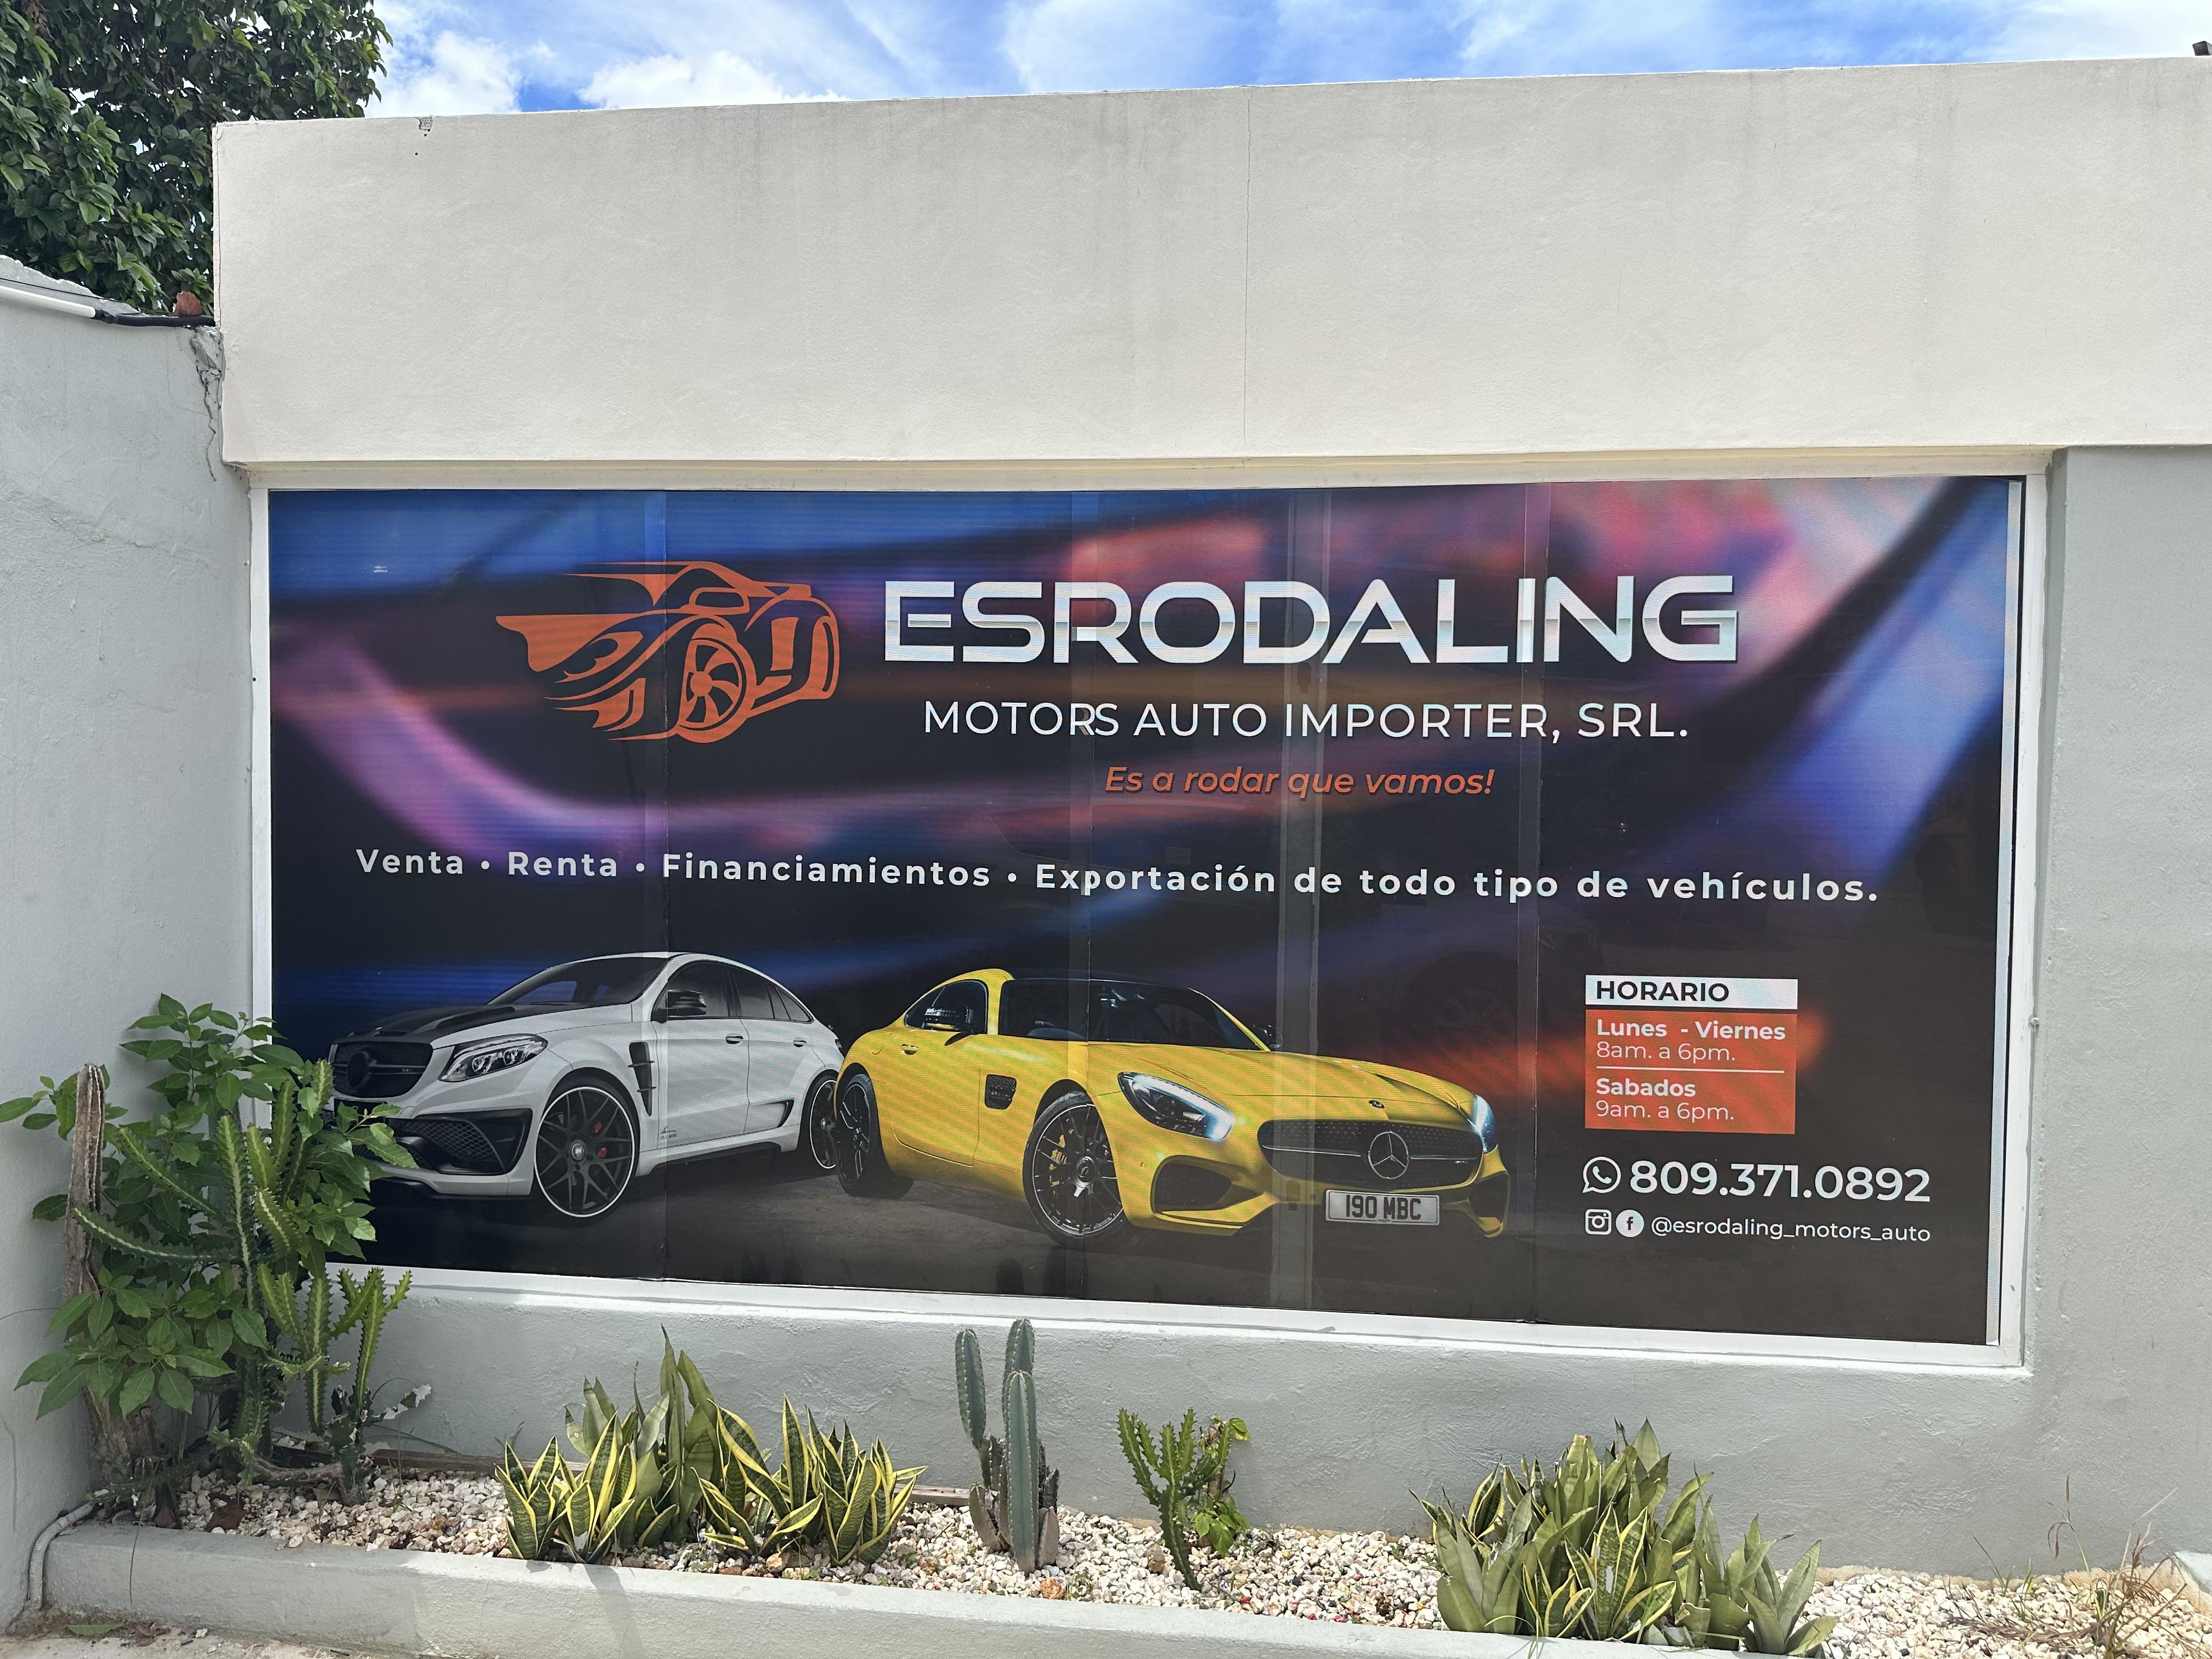 ESRODALING
MOTORS AUTO IMPORTER, SRL.
Es a rodar que vamos!
Venta • Renta • Financiamientos • Exportación de todo tipo de vehículos.
HORARIO
Lunes - Viernes
8am. a 6pm.
Sabados
9am. a 6pm.
809.371.0892
@esrodaling_motors_auto
190 MBC